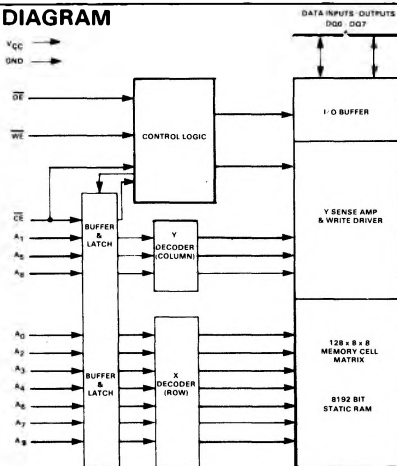 DIAGRAM
DATA INPUTS/OUTPUTS
DQ0 - DQ7
VCC
GND
OE
WE
CONTROL LOGIC
I/O BUFFER
CE
A1
A5
A8
BUFFER
&
LATCH
Y
DECODER
(COLUMN)
Y SENSE AMP
& WRITE DRIVER
A0
A2
A3
A4
A6
A7
A9
BUFFER
&
LATCH
X
DECODER
(ROW)
128 x 8 x 8
MEMORY CELL
MATRIX
8192 BIT
STATIC RAM